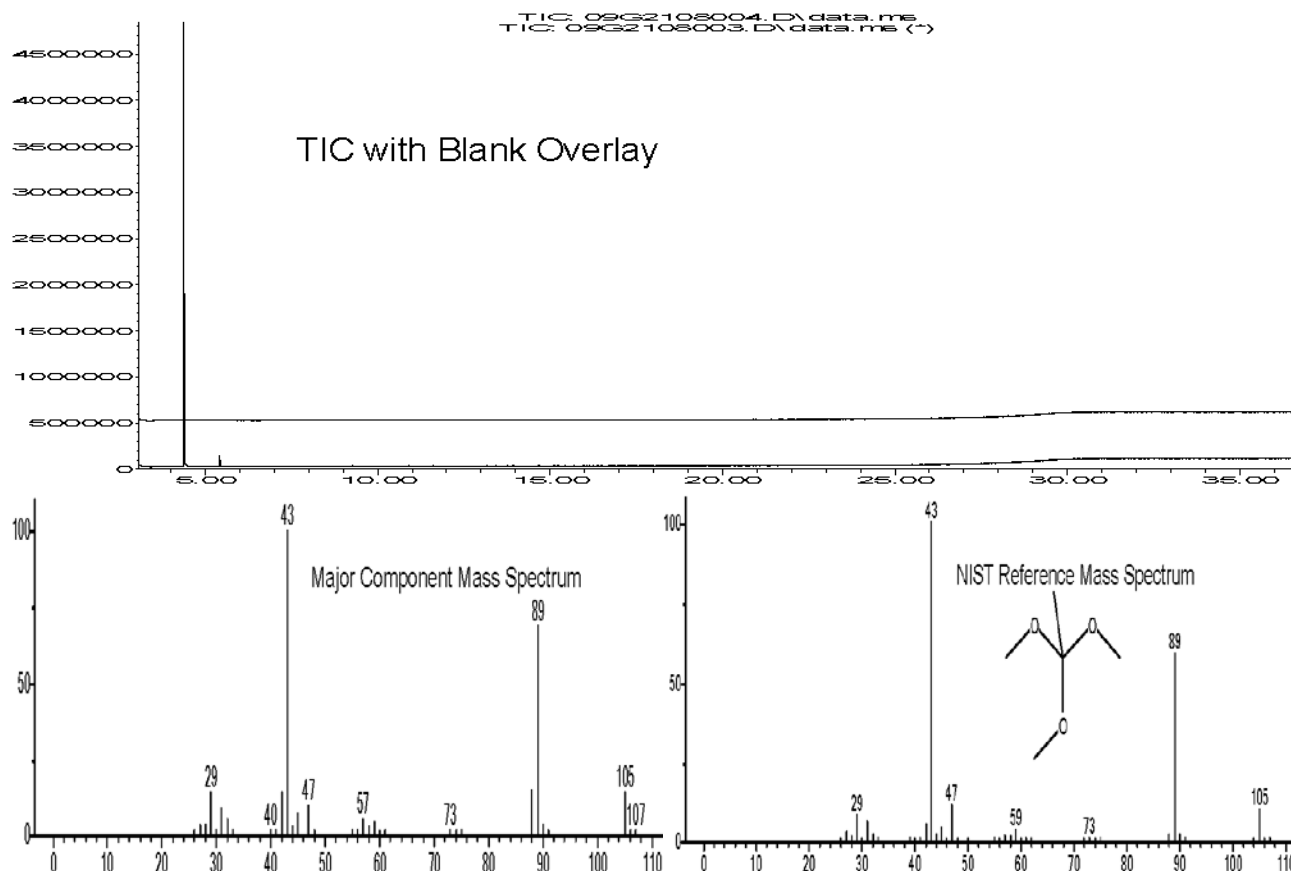 TIC: 09G2108004.D\data.ms
TIC: 09G2108003.D\data.ms (*)
4500000
4000000
3500000
3000000
2500000
2000000
1500000
1000000
500000
0
TIC with Blank Overlay
5.00 10.00 15.00 20.00 25.00 30.00 35.00
100
50
0
Major Component Mass Spectrum
29 40 43 47 57 73 89 105 107
0 10 20 30 40 50 60 70 80 90 100 110
100
50
0
NIST Reference Mass Spectrum
O O
O
29 43 47 59 73 89 105
0 10 20 30 40 50 60 70 80 90 100 110